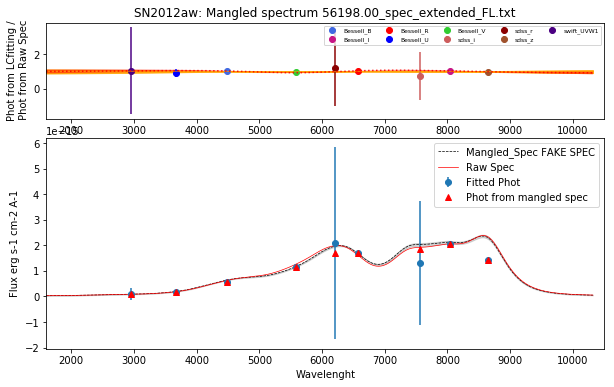 SN2012aw: Mangled spectrum 56198.00_spec_extended_FL.txt
Phot from LCfitting /
Phot from Raw Spec
2
0
Bessell_B Bessell_R Bessell_V sdss_r swift_UVW1
Bessell_I Bessell_U sdss_i sdss_z
2000 3000 4000 5000 6000 7000 8000 9000 10000
1e−15
Flux erg s-1 cm-2 A-1
6
5
4
3
2
1
0
−1
−2
Mangled_Spec FAKE SPEC
Raw Spec
Fitted Phot
Phot from mangled spec
2000 3000 4000 5000 6000 7000 8000 9000 10000
Wavelenght